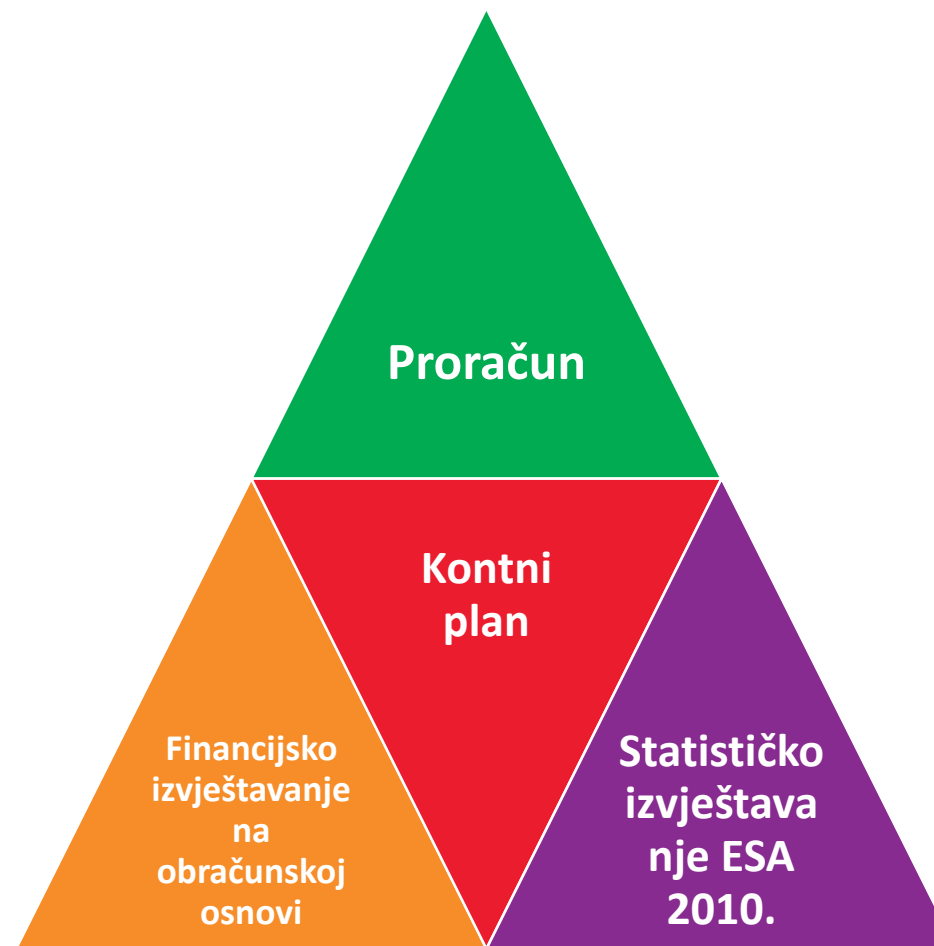 Proračun
Kontni
plan
Financijsko
izvještavanje
na
obračunskoj
osnovi
Statističko
izvještava
nje ESA
2010.